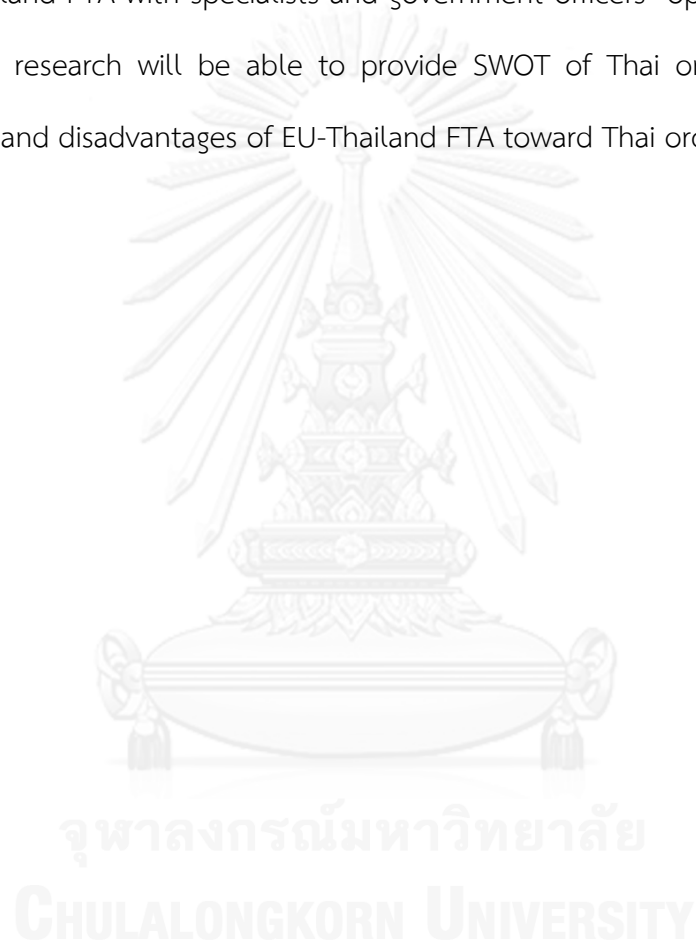 land FTA with specialists and government officers' op
research will be able to provide SWOT of Thai or
and disadvantages of EU-Thailand FTA toward Thai orc
จุฬาลงกรณ์มหาวิทยาลัย
CHULALONGKORN UNIVERSITY